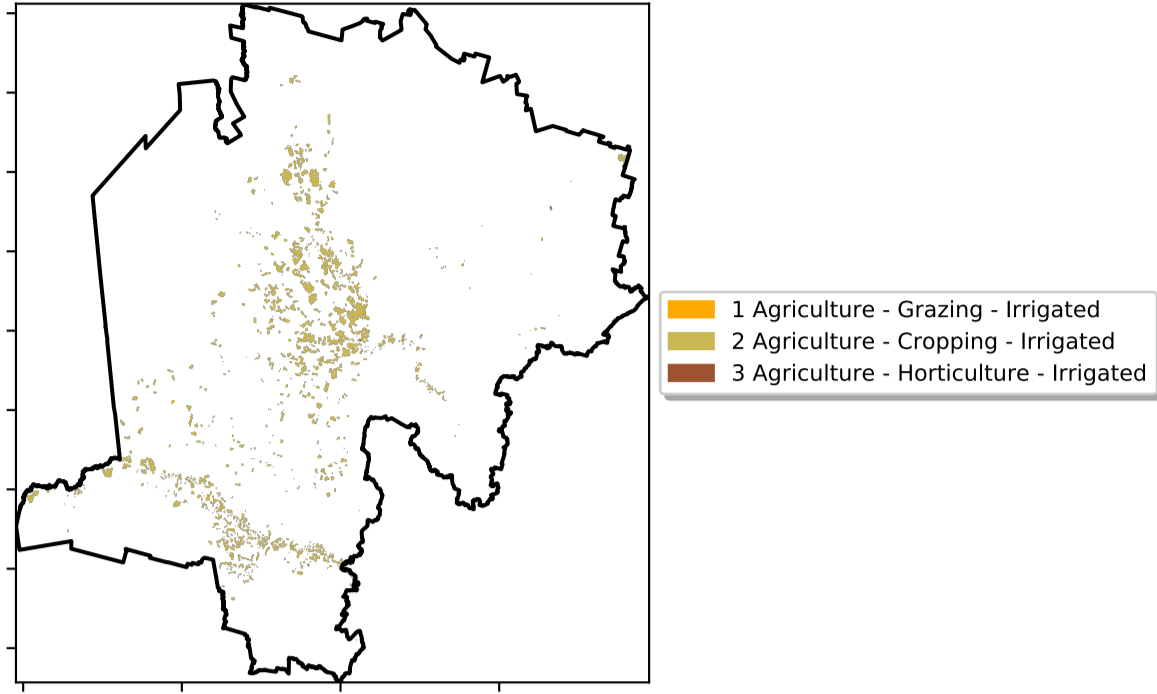 1 Agriculture - Grazing - Irrigated
2 Agriculture - Cropping - Irrigated
3 Agriculture - Horticulture - Irrigated